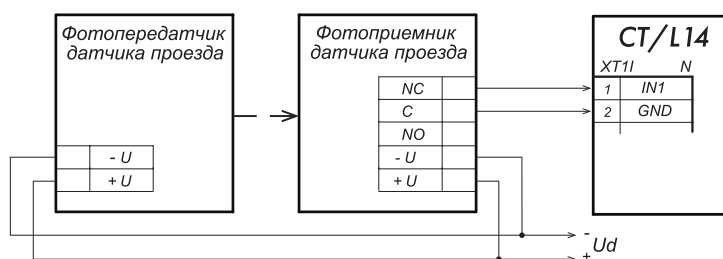 Фотопередатчик
датчика проезда
- U
+ U
Фотоприемник
датчика проезда
NC
C
NO
- U
+ U
CT/L14
XT1I N
1 IN1
2 GND
- 
+ 
Ud